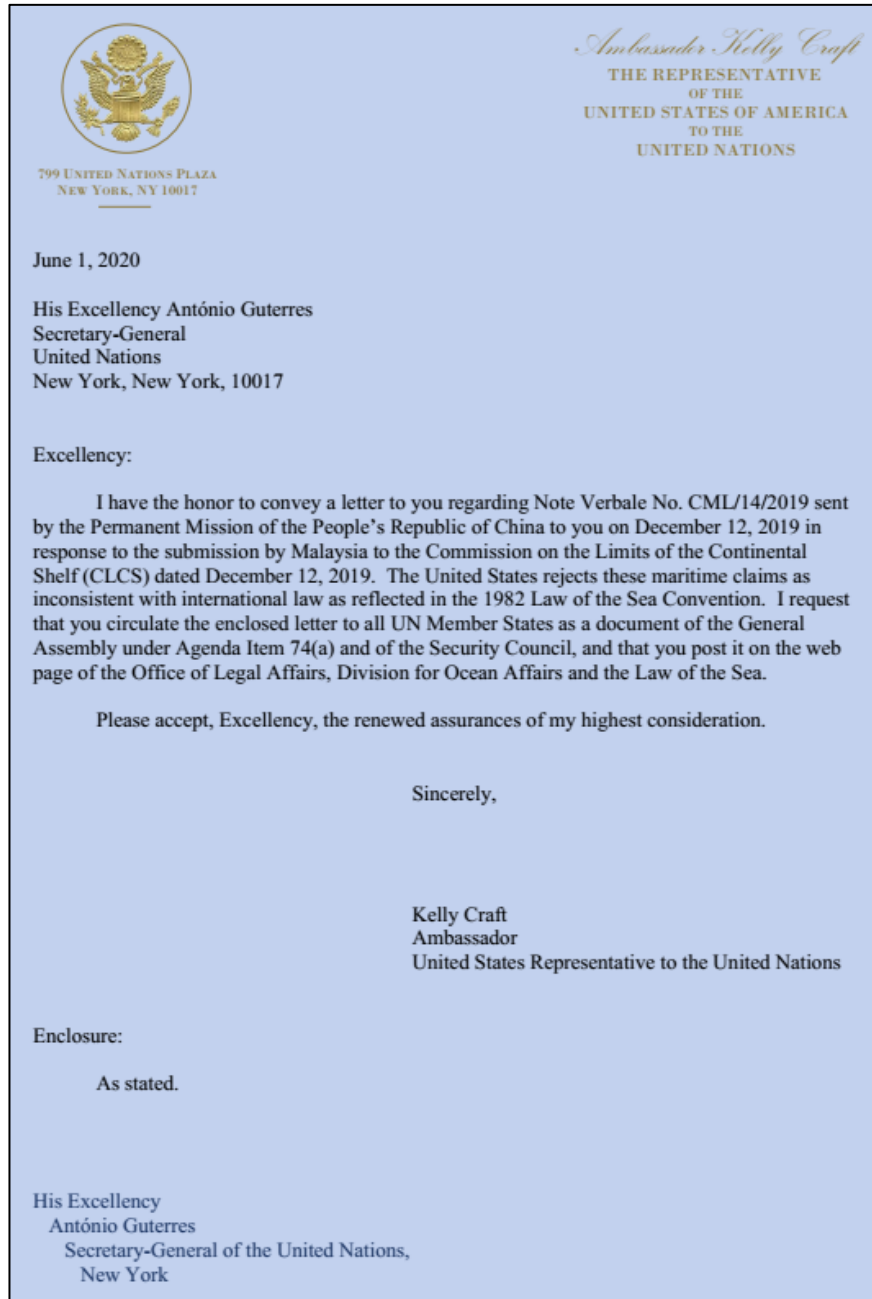 Ambassador Kelly Craft
THE REPRESENTATIVE
OF THE
UNITED STATES OF AMERICA
TO THE
UNITED NATIONS
799 UNITED NATIONS PLAZA
NEW YORK, NY 10017
June 1, 2020
His Excellency António Guterres
Secretary-General
United Nations
New York, New York, 10017
Excellency:
I have the honor to convey a letter to you regarding Note Verbale No. CML/14/2019 sent
by the Permanent Mission of the People's Republic of China to you on December 12, 2019 in
response to the submission by Malaysia to the Commission on the Limits of the Continental
Shelf (CLCS) dated December 12, 2019.  The United States rejects these maritime claims as
inconsistent with international law as reflected in the 1982 Law of the Sea Convention.  I request
that you circulate the enclosed letter to all UN Member States as a document of the General
Assembly under Agenda Item 74(a) and of the Security Council, and that you post it on the web
page of the Office of Legal Affairs, Division for Ocean Affairs and the Law of the Sea.
Please accept, Excellency, the renewed assurances of my highest consideration.
Sincerely,
Kelly Craft
Ambassador
United States Representative to the United Nations
Enclosure:
As stated.
His Excellency
António Guterres
Secretary-General of the United Nations,
New York